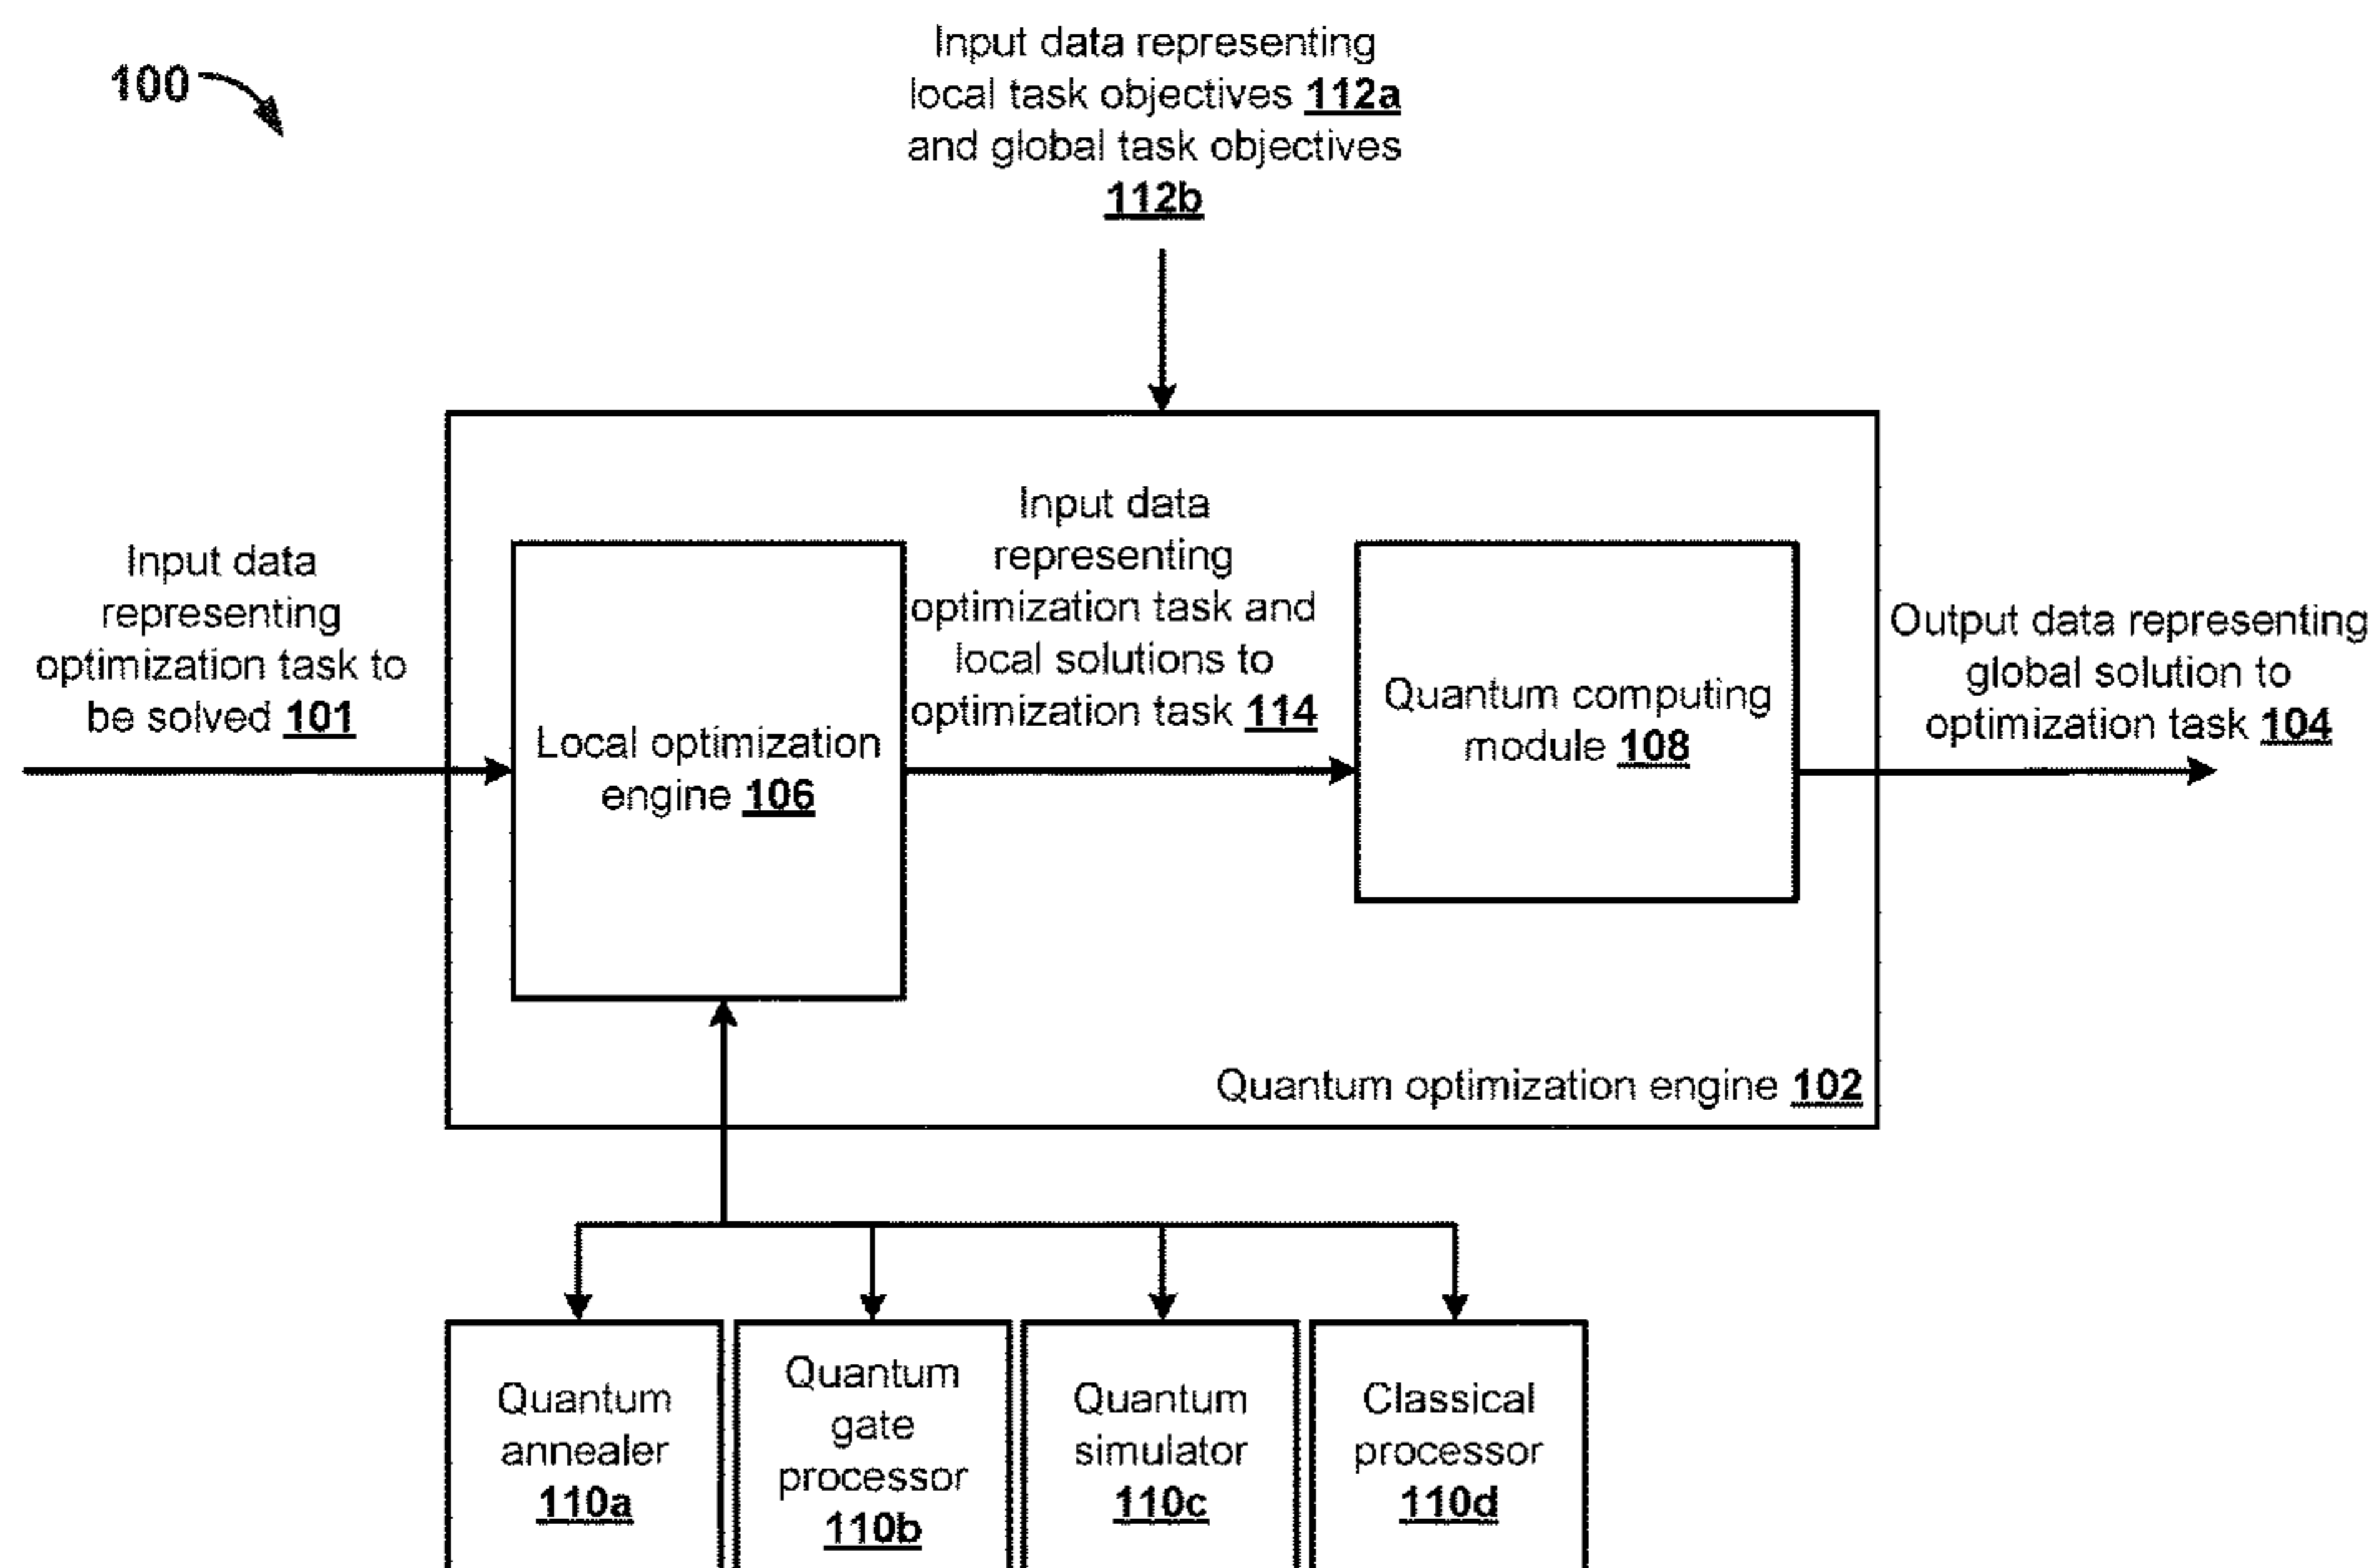 100
Input data representing
local task objectives 112a
and global task objectives
112b
Input data
representing
optimization task to
be solved 101
Local optimization
engine 106
Input data
representing
optimization task and
local solutions to
optimization task 114
Quantum computing
module 108
Output data representing
global solution to
optimization task 104
Quantum optimization engine 102
Quantum
annealer
110a
Quantum
gate
processor
110b
Quantum
simulator
110c
Classical
processor
110d